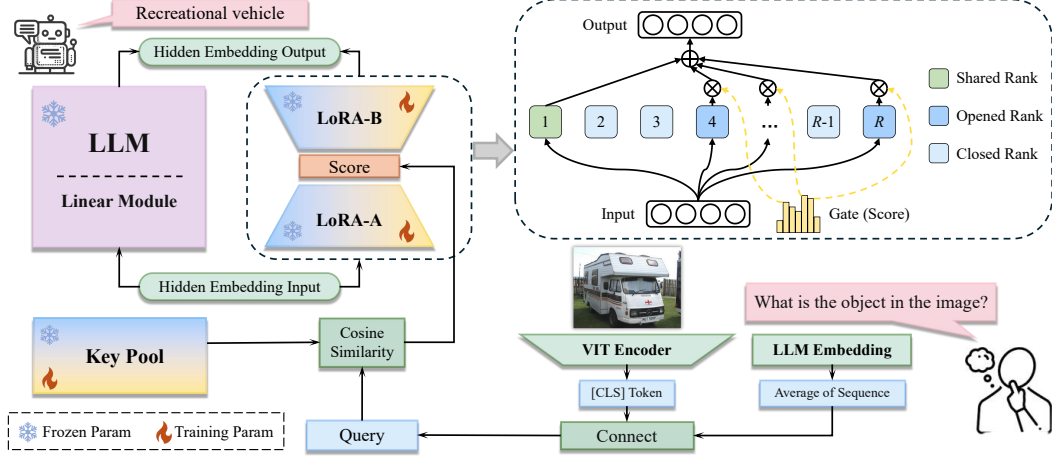 Recreational vehicle
Hidden Embedding Output
LLM
Linear Module
LoRA-B
Score
LoRA-A
Hidden Embedding Input
Output
1
2
3
4
...
R-1
R
Input
Gate (Score)
Shared Rank
Opened Rank
Closed Rank
Key Pool
Cosine
Similarity
What is the object in the image?
VIT Encoder
LLM Embedding
[CLS] Token
Average of Sequence
Query
Connect
Frozen Param
Training Param